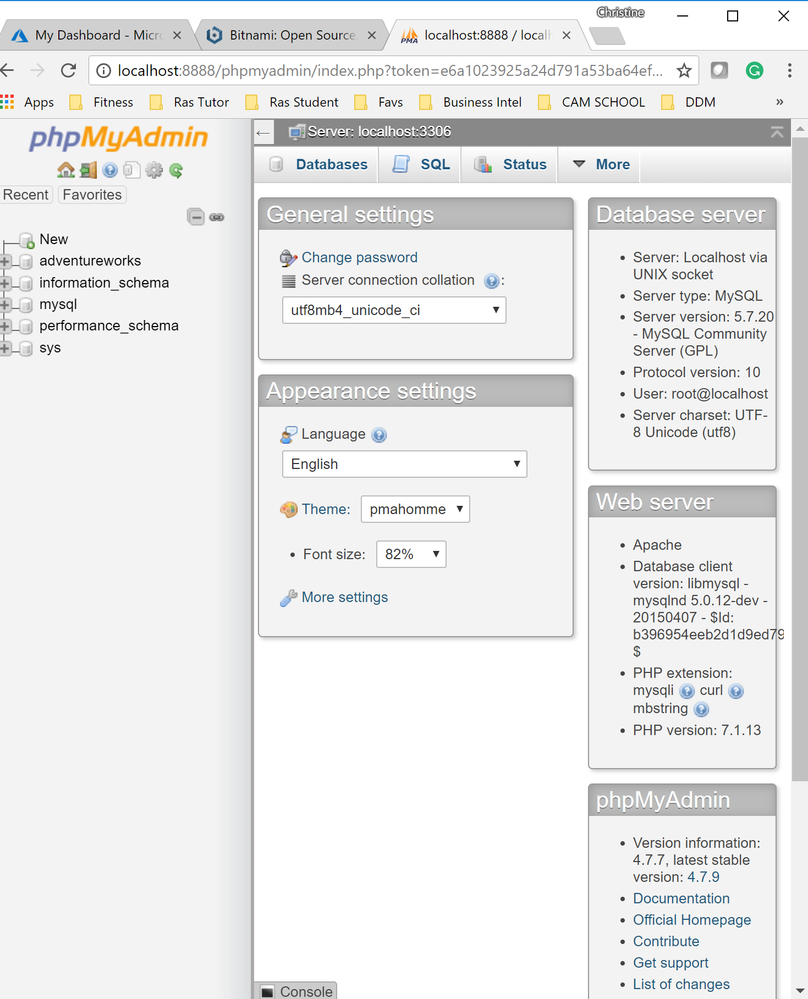 Christine
My Dashboard - Micro
Bitnami: Open Source
localhost:8888 / localh
localhost:8888/phpmyadmin/index.php?token=e6a1023925a24d791a53ba64ef...
Apps
Fitness
Ras Tutor
Ras Student
Favs
Business Intel
CAM SCHOOL
DDM
»
phpMyAdmin
Recent
Favorites
New
adventureworks
information_schema
mysql
performance_schema
sys
Server: localhost:3306
Databases
SQL
Status
More
General settings
Change password
Server connection collation :
utf8mb4_unicode_ci
Appearance settings
Language
English
Theme: pmahomme
• Font size: 82%
More settings
Database server
• Server: Localhost via
UNIX socket
• Server type: MySQL
• Server version: 5.7.20
- MySQL Community
Server (GPL)
• Protocol version: 10
• User: root@localhost
• Server charset: UTF-
8 Unicode (utf8)
Web server
• Apache
• Database client
version: libmysql -
mysqlnd 5.0.12-dev -
20150407 - $Id:
b396954eeb2d1d9ed79
$
• PHP extension:
mysqli curl
mbstring
• PHP version: 7.1.13
phpMyAdmin
• Version information:
4.7.7, latest stable
version: 4.7.9
• Documentation
• Official Homepage
• Contribute
• Get support
• List of changes
Console